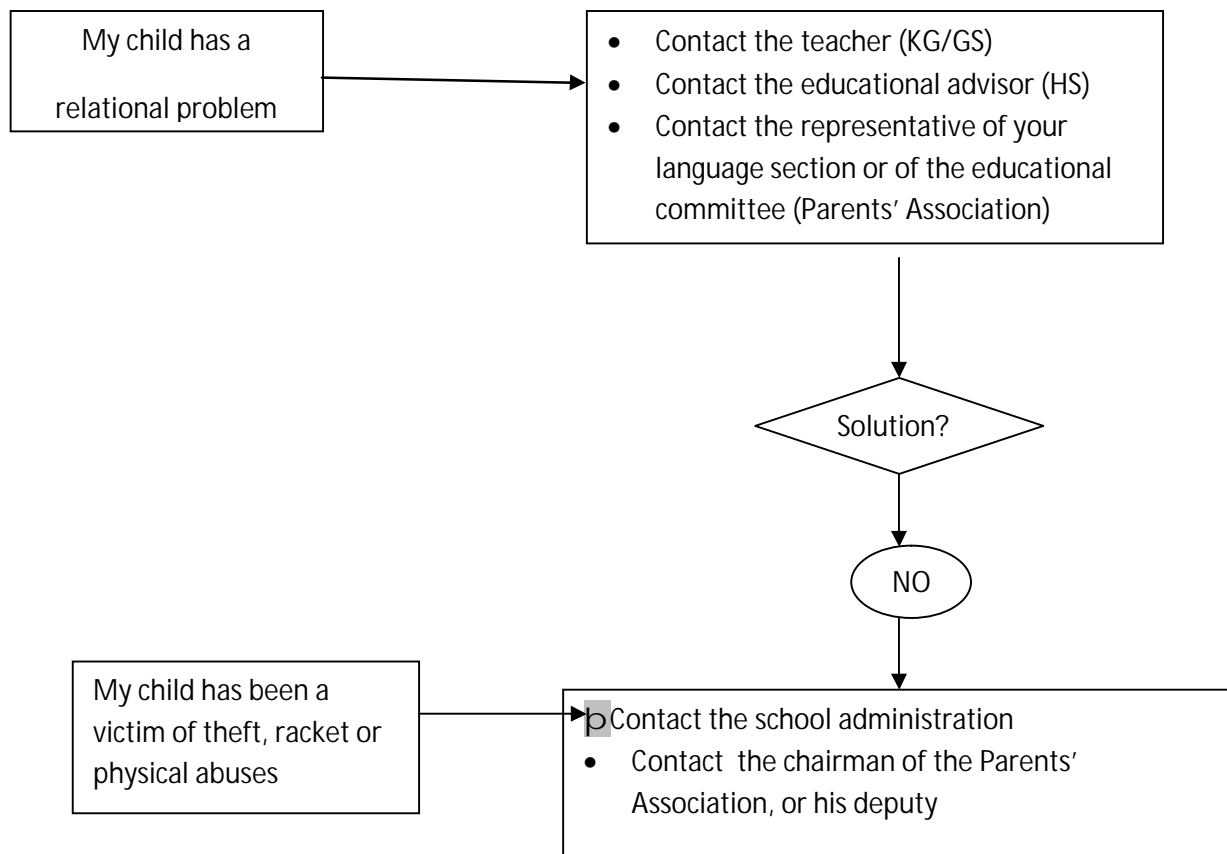 My child has a
relational problem
• Contact the teacher (KG/GS)
• Contact the educational advisor (HS)
• Contact the representative of your
language section or of the educational
committee (Parents' Association)
Solution?
NO
My child has been a
victim of theft, racket or
physical abuses
þContact the school administration
• Contact the chairman of the Parents'
Association, or his deputy